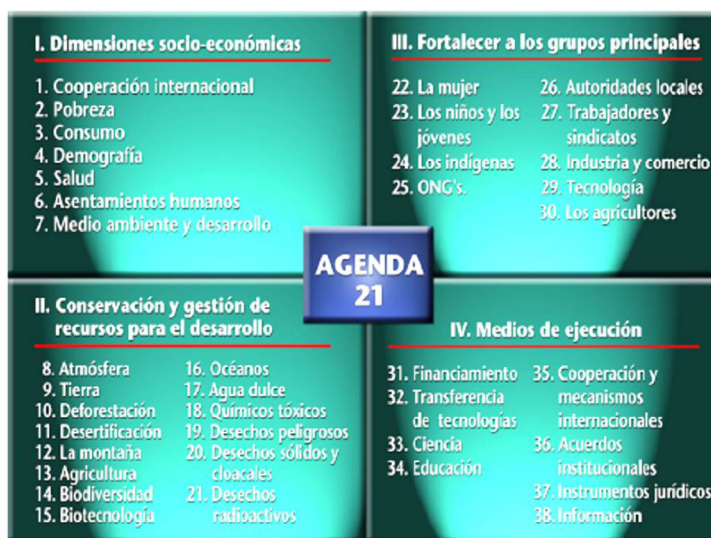 I. Dimensiones socio-económicas
1. Cooperación internacional
2. Pobreza
3. Consumo
4. Demografía
5. Salud
6. Asentamientos humanos
7. Medio ambiente y desarrollo
III. Fortalecer a los grupos principales
22. La mujer
23. Los niños y los
jóvenes
24. Los indígenas
25. ONG's.
26. Autoridades locales
27. Trabajadores y
sindicatos
28. Industria y comercio
29. Tecnología
30. Los agricultores
AGENDA
21
II. Conservación y gestión de
recursos para el desarrollo
8. Atmósfera
9. Tierra
10. Deforestación
11. Desertificación
12. La montaña
13. Agricultura
14. Biodiversidad
15. Biotecnología
16. Océanos
17. Agua dulce
18. Químicos tóxicos
19. Desechos peligrosos
20. Desechos sólidos y
cloacales
21. Desechos
radioactivos
IV. Medios de ejecución
31. Financiamiento
32. Transferencia
de tecnologías
33. Ciencia
34. Educación
35. Cooperación y
mecanismos
internacionales
36. Acuerdos
institucionales
37. Instrumentos jurídicos
38. Información